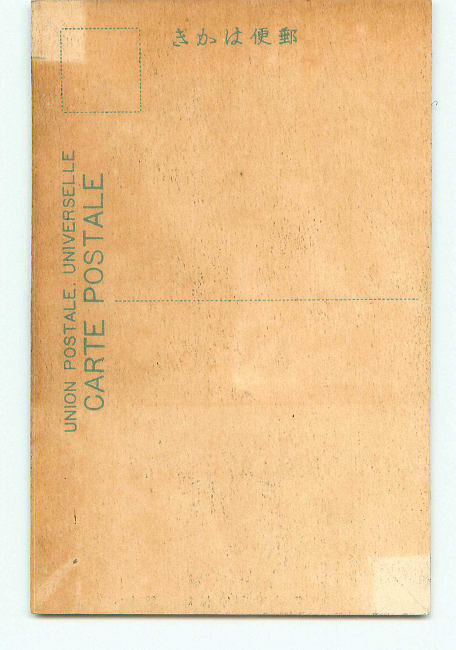 郵便はかき
UNION POSTALE. UNIVERSELLE
CARTE POSTALE